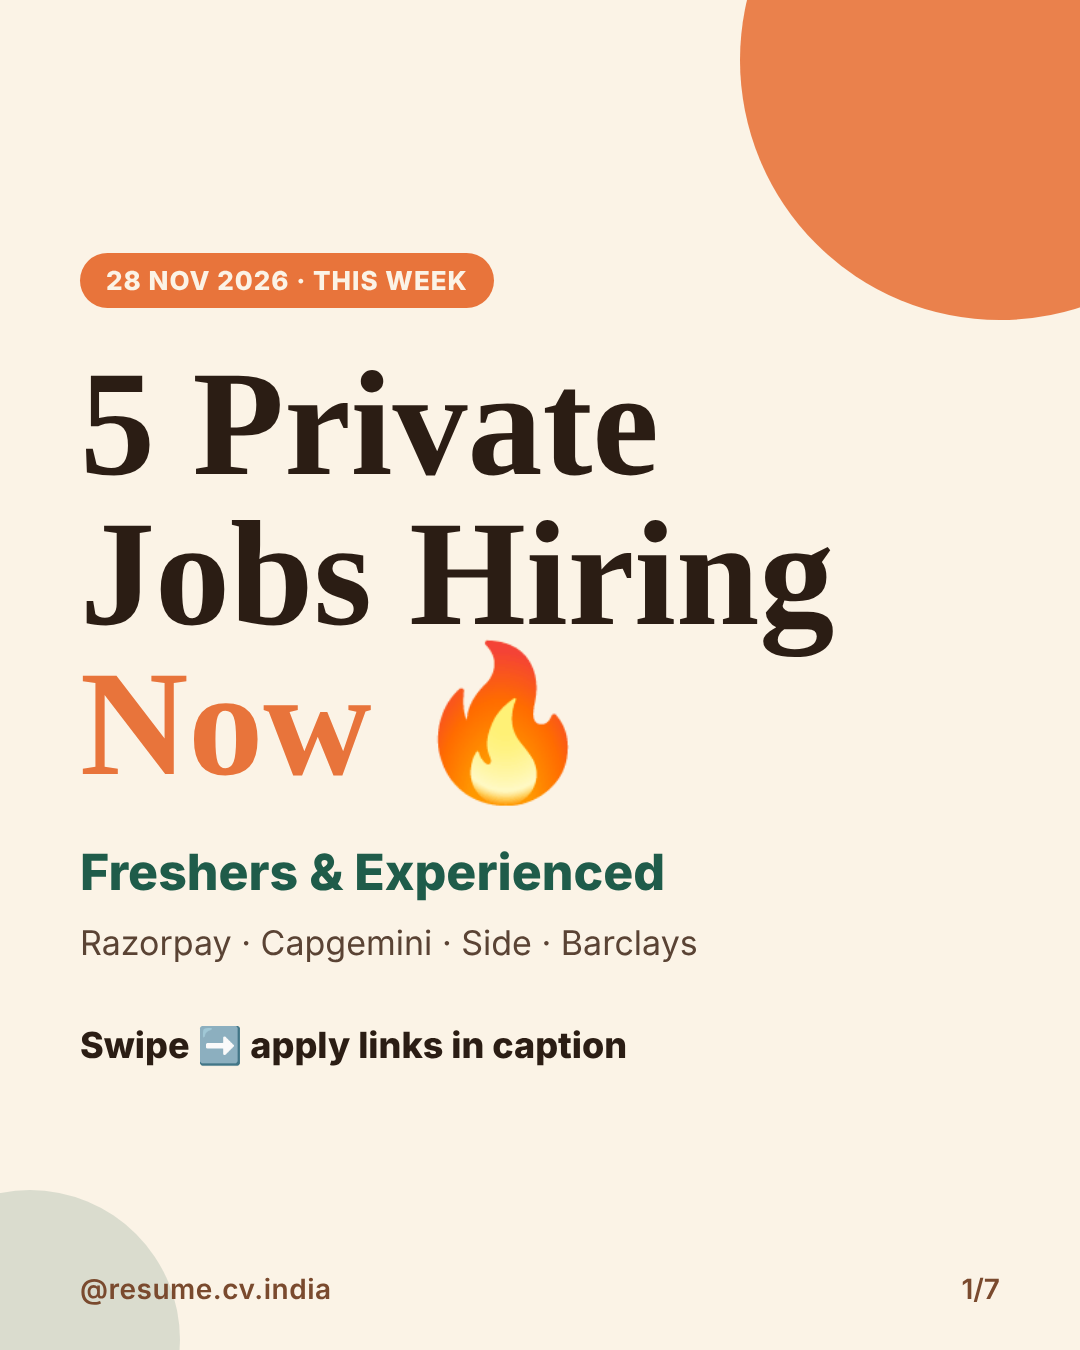 28 NOV 2026 · THIS WEEK
5 Private
Jobs Hiring
Now 🔥
Freshers & Experienced
Razorpay · Capgemini · Side · Barclays
Swipe ➡️ apply links in caption
@resume.cv.india
1/7